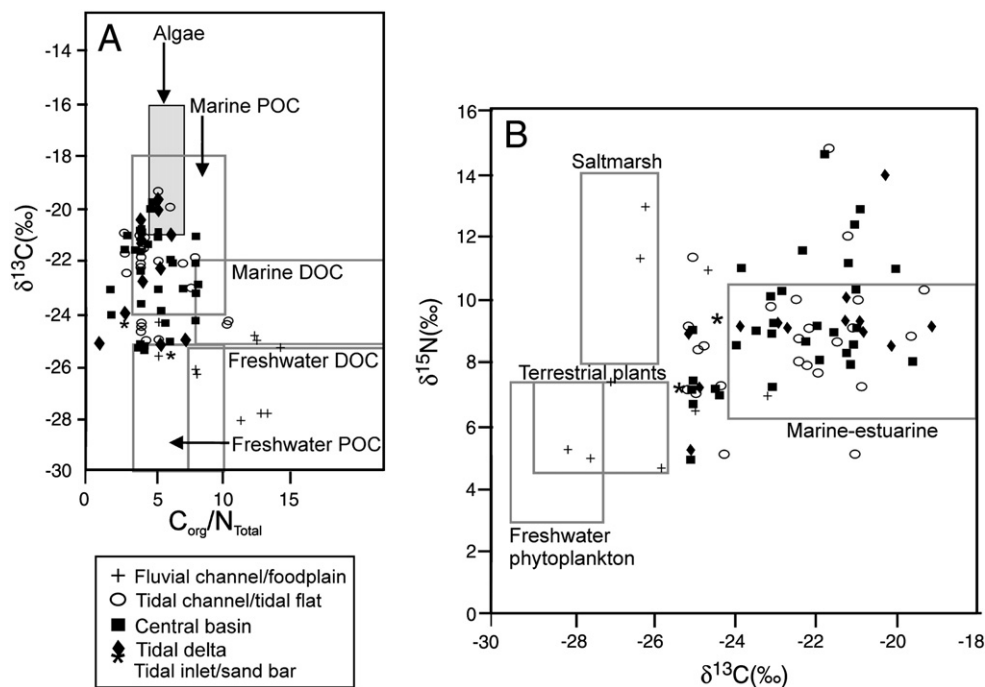 A
Algae
Marine POC
Marine DOC
Freshwater DOC
Freshwater POC
δ13C(‰)
-14
-16
-18
-20
-22
-24
-26
-28
-30
0
5
10
15
Corg/NTotal
Fluvial channel/foodplain
Tidal channel/tidal flat
Central basin
Tidal delta
Tidal inlet/sand bar
B
Saltmarsh
Terrestrial plants
Marine-estuarine
Freshwater
phytoplankton
δ15N(‰)
16
14
12
10
8
6
4
2
0
-30
-28
-26
-24
-22
-20
-18
δ13C(‰)